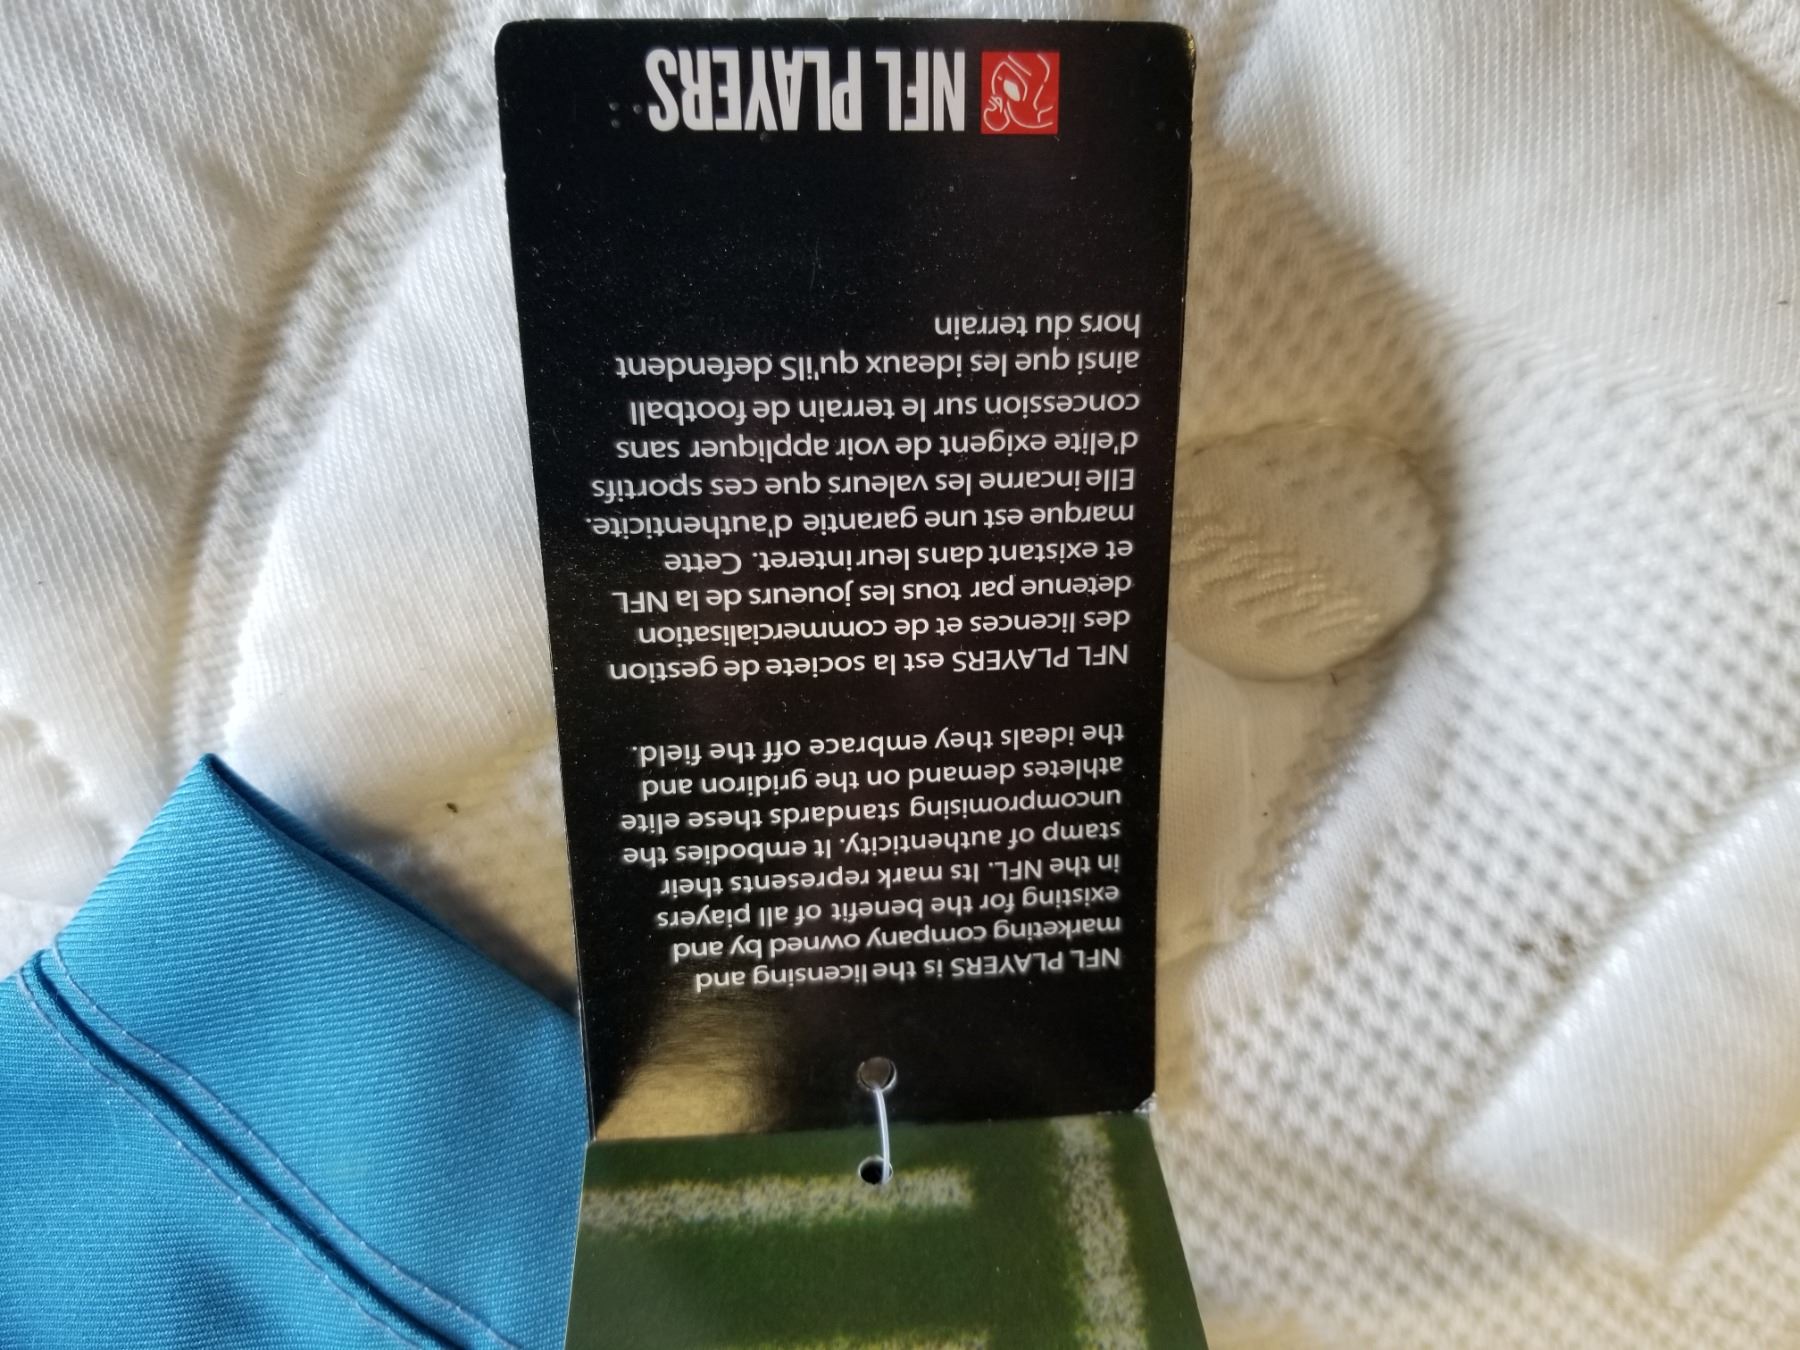 NFL PLAYERS is the licensing and
marketing company owned by and
existing for the benefit of all players
in the NFL. Its mark represents their
stamp of authenticity. It embodies the
uncompromising standards these elite
athletes demand on the gridiron and
the ideals they embrace off the field.
NFL PLAYERS est la societe de gestion
des licences et de commercialisation
detenue par tous les joueurs de la NFL
et existant dans leur interet. Cette
marque est une garantie d'authenticite.
Elle incarne les valeurs que ces sportifs
d'elite exigent de voir appliquer sans
concession sur le terrain de football
ainsi que les ideaux qu'ilS defendent
hors du terrain
NFL PLAYERS